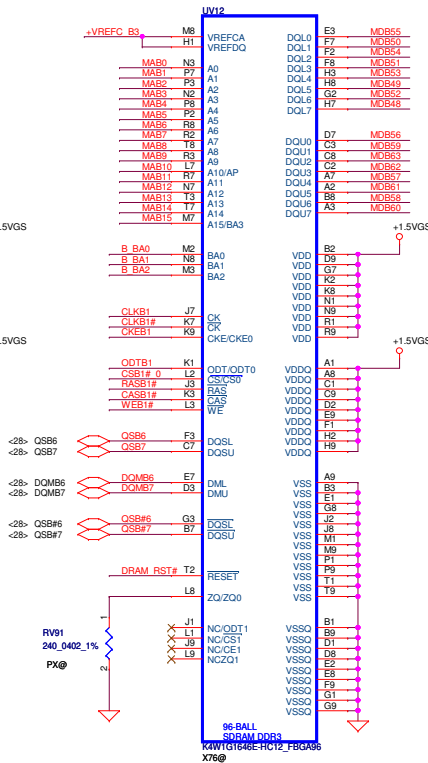 UV12
+VREFC_B3 M8 VREFCA DQL0 E3 MDB55
H1 VREFDQ DQL1 F7 MDB50
DQL2 F2 MDB54
MAB0 N3 A0 DQL3 F8 MDB51
MAB1 P7 A1 DQL4 H3 MDB53
MAB2 P3 A2 DQL5 H8 MDB49
MAB3 N2 A3 DQL6 G2 MDB52
MAB4 P8 A4 DQL7 H7 MDB48
MAB5 P2 A5
MAB6 R8 A6
MAB7 R2 A7 DQU0 D7 MDB56
MAB8 T8 A8 DQU1 C3 MDB59
MAB9 R3 A9 DQU2 C8 MDB63
MAB10 L7 A10/AP DQU3 C2 MDB62
MAB11 R7 A11 DQU4 A7 MDB57
MAB12 N7 A12 DQU5 A2 MDB61
MAB13 T3 A13 DQU6 B8 MDB58
MAB14 T7 A14 DQU7 A3 MDB60
MAB15 M7 A15/BA3
.5VGS +1.5VGS
B_BA0 M2 BA0 VDD B2
B_BA1 N8 BA1 VDD D9
B_BA2 M3 BA2 VDD G7
VDD K2
VDD K8
VDD N1
CLKB1 J7 CK VDD N9
CLKB1# K7 CK VDD R1
CKEB1 K9 CKE/CKE0 VDD R9
.5VGS +1.5VGS
ODTB1 K1 ODT/ODT0 VDDQ A1
CSB1#_0 L2 CS/CS0 VDDQ A8
RASB1# J3 RAS VDDQ C1
CASB1# K3 CAS VDDQ C9
WEB1# L3 WE VDDQ D2
VDDQ E9
VDDQ F1
<28> QSB6 QSB6 F3 DQSL VDDQ H2
<28> QSB7 QSB7 C7 DQSU VDDQ H9
<28> DQMB6 DQMB6 E7 DML VSS A9
<28> DQMB7 DQMB7 D3 DMU VSS B3
VSS E1
VSS G8
<28> QSB#6 QSB#6 G3 DQSL VSS J2
<28> QSB#7 QSB#7 B7 DQSU VSS J8
VSS M1
VSS M9
VSS P1
DRAM_RST# T2 RESET VSS P9
VSS T1
L8 ZQ/ZQ0 VSS T9
J1 NC/ODT1 VSSQ B1
L1 NC/CS1 VSSQ B9
J9 NC/CE1 VSSQ D1
L9 NCZQ1 VSSQ D8
VSSQ E2
VSSQ E8
VSSQ F9
VSSQ G1
VSSQ G9
1
RV91
240_0402_1%
PX@
2
96-BALL
SDRAM DDR3
K4W1G1646E-HC12_FBGA96
X76@